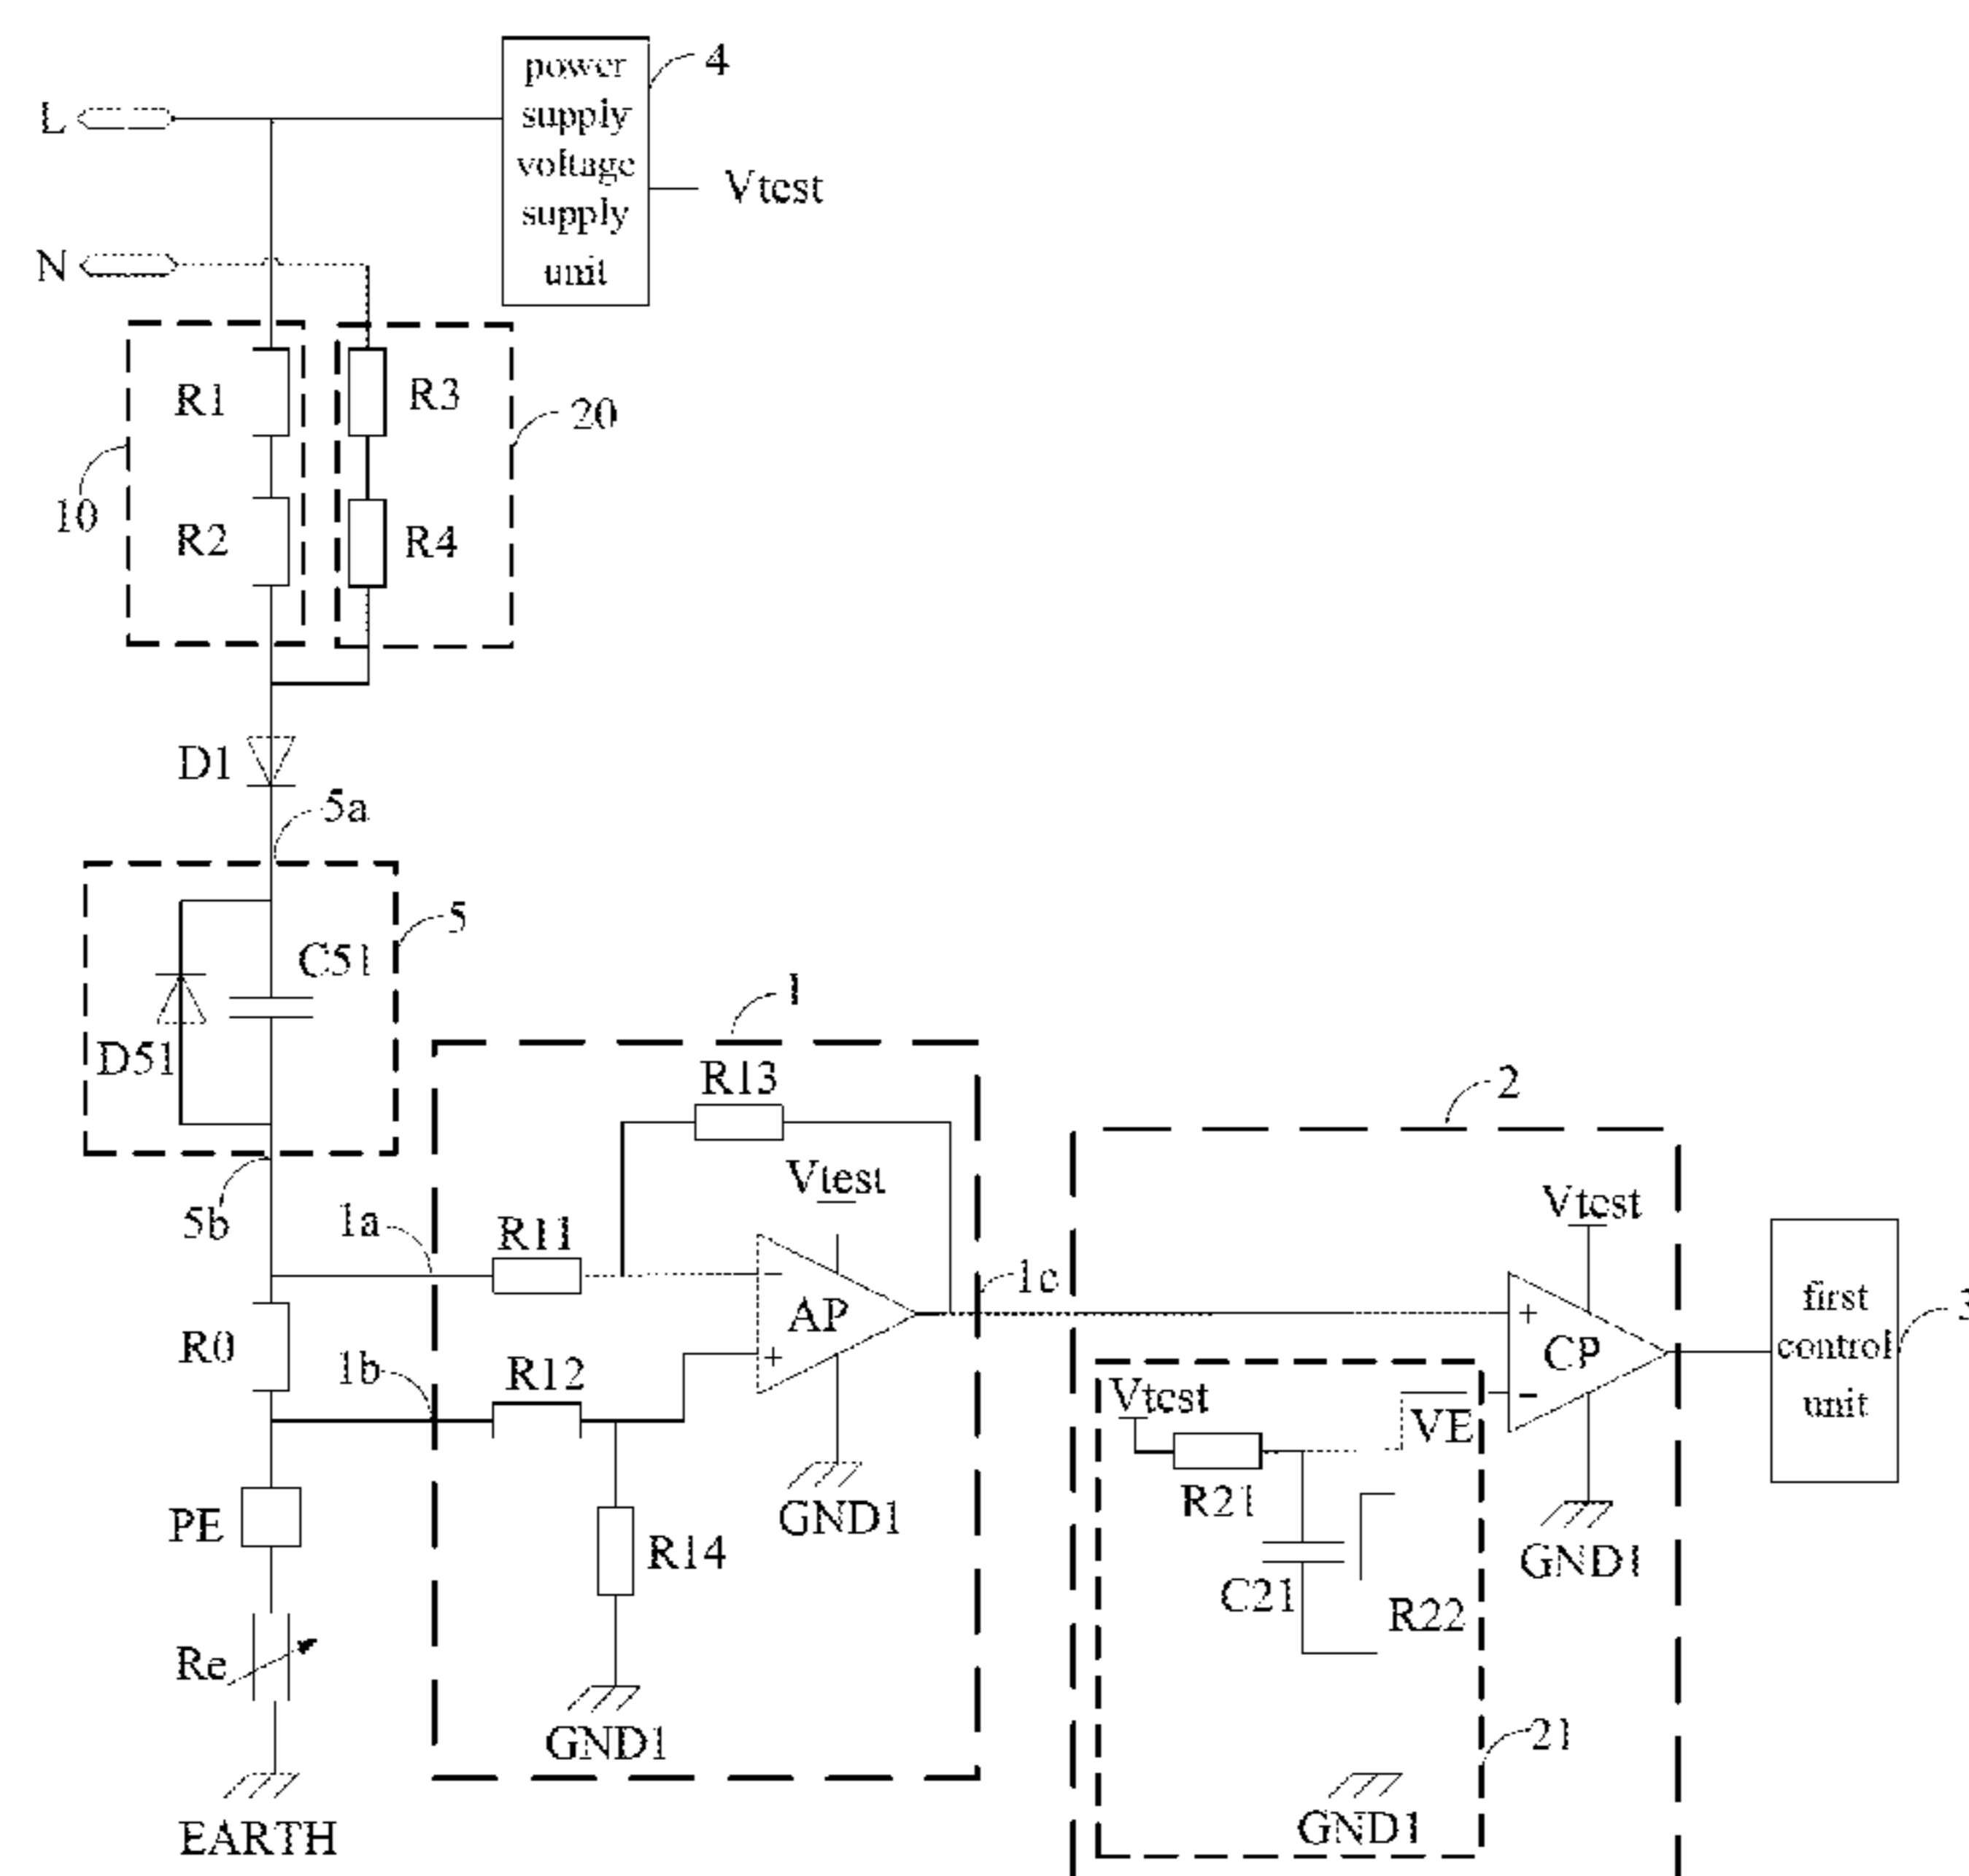 4
power
supply
voltage
supply
unit
L
Vtest
N
R1
R3
20
10
R2
R4
D1
5a
5
C51
D51
1
R13
2
Vtest
5b
1a
R11
Vtest
1c
AP
first
control
unit
3
R0
1b
R12
CP
Vtest
VE
PE
GND1
R21
R14
GND1
C21
R22
Re
GND1
21
GND1
EARTH